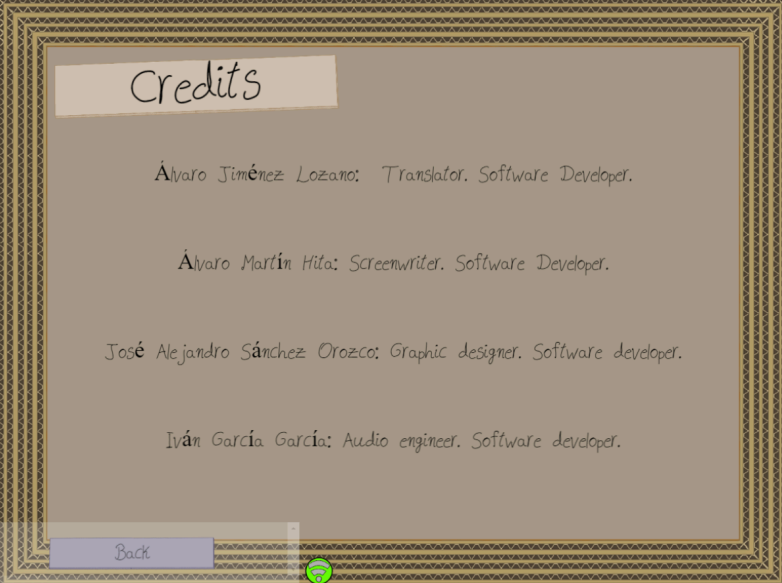 Credits
Álvaro Jiménez Lozano: Translator. Software Developer.
Álvaro Martín Hita: Screenwriter. Software Developer.
José Alejandro Sánchez Orozco: Graphic designer. Software developer.
Iván García García: Audio engineer. Software developer.
Back